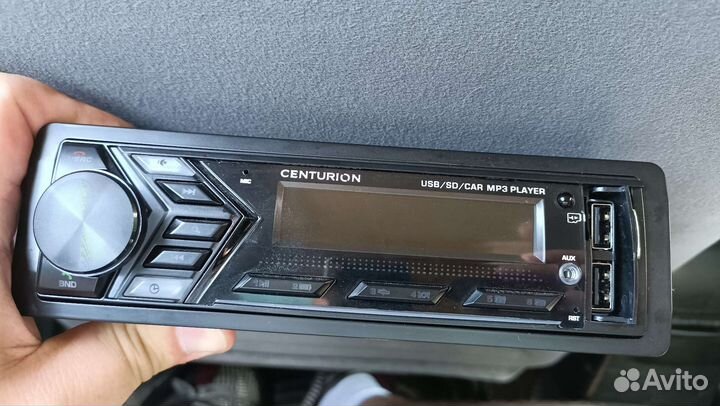 CENTURION
USB/SD/CAR MP3 PLAYER
MIC
SRC
AUX
BND
RST
Avito